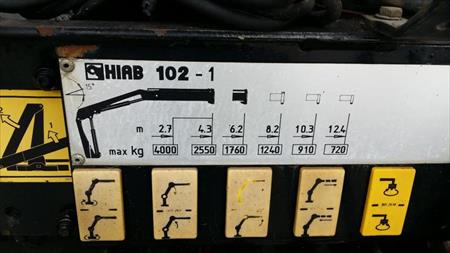 HIAB 102-1
15°
m 2.7 4.3 6.2 8.2 10.3 12.4
max kg 4000 2550 1760 1240 910 720